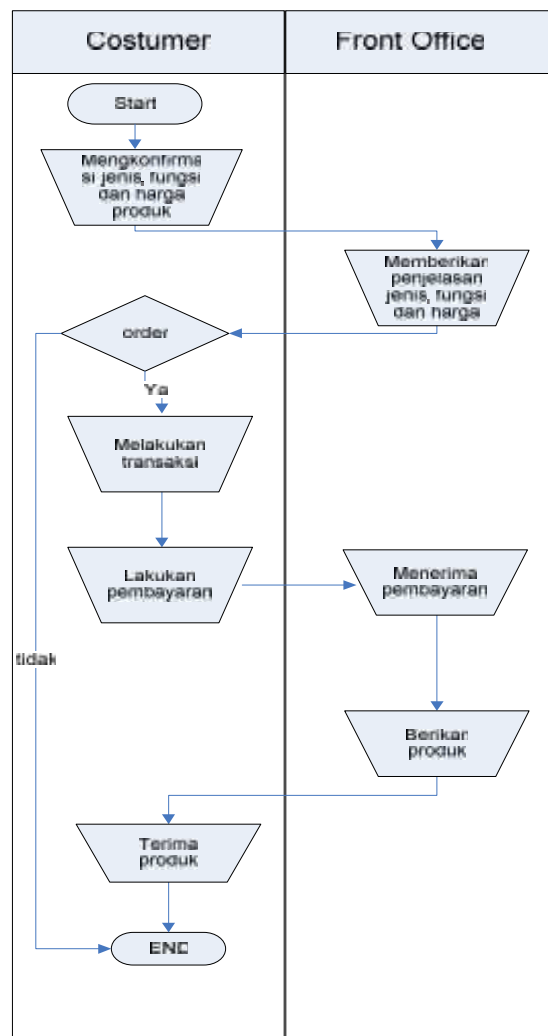 Costumer
Front Office
Start
Mengkonfirma
si jenis, fungsi
dan harga
produk
Memberikan
penjelasan
jenis, fungsi
dan harga
order
Ya
Melakukan
transaksi
Lakukan
pembayaran
Menerima
pembayaran
tidak
Berikan
produk
Terima
produk
END